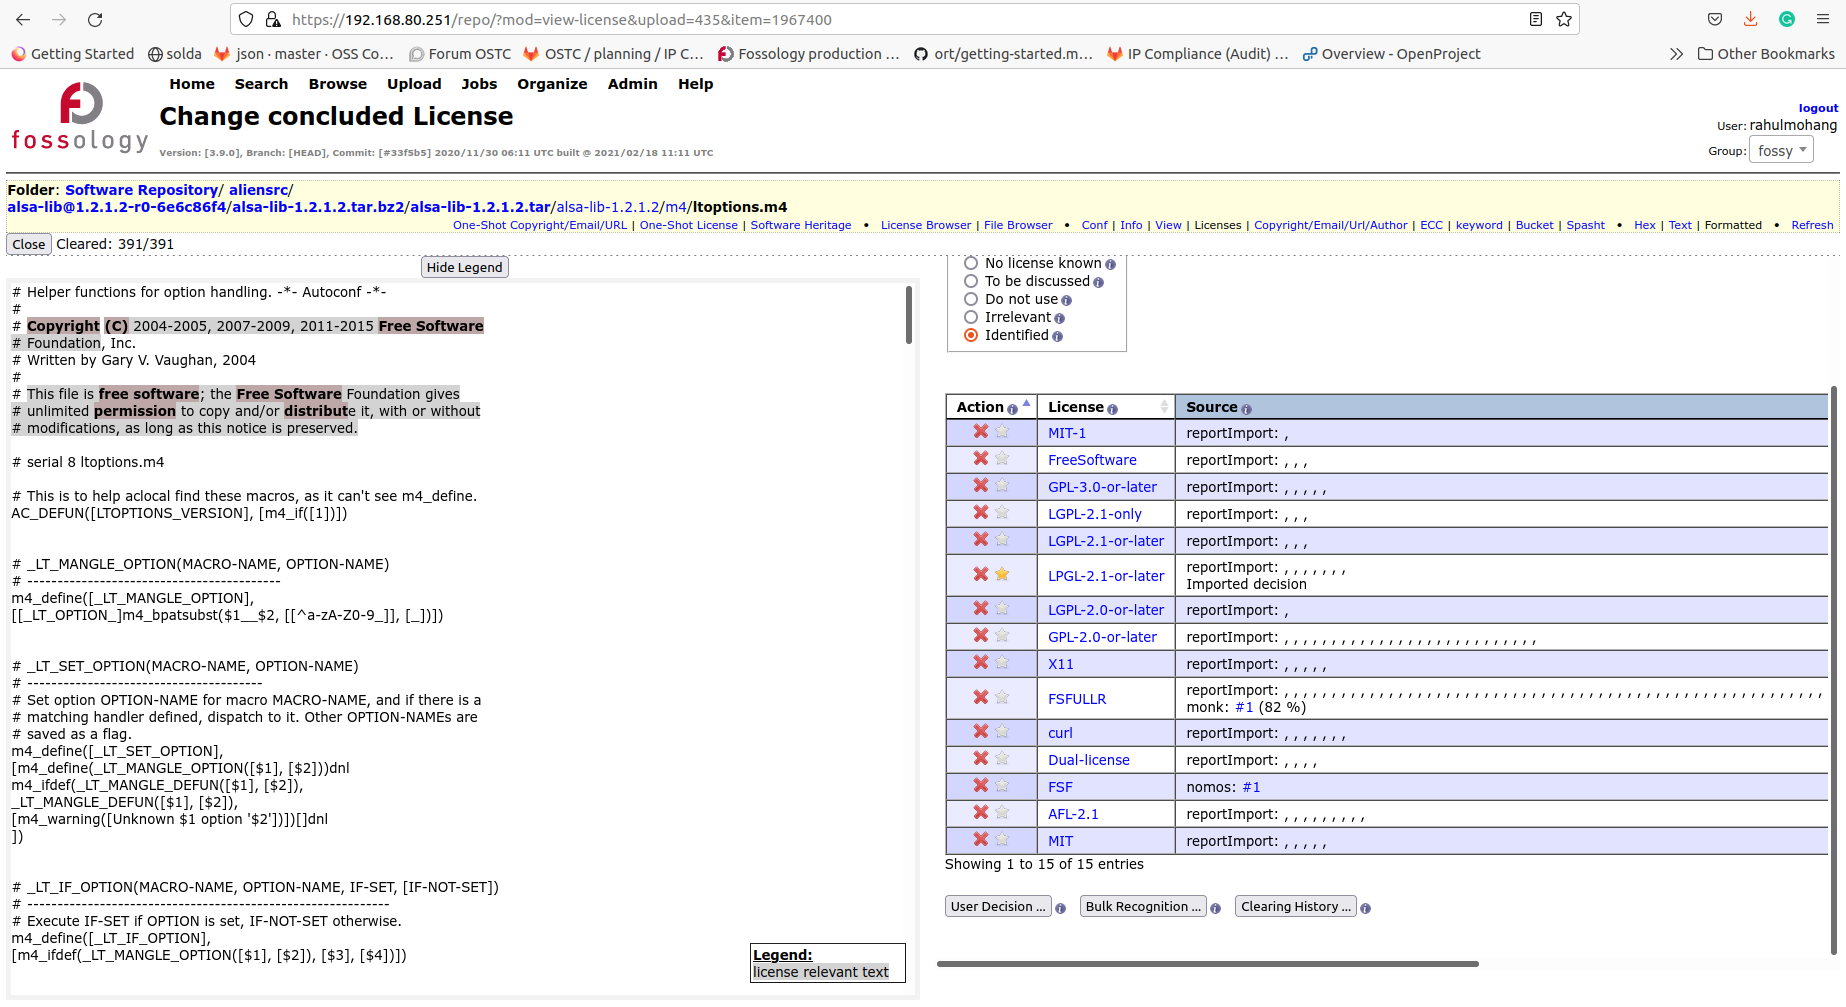 https://192.168.80.251/repo/?mod=view-license&upload=435&item=1967400
Getting Started solda json · master · OSS Co… Forum OSTC OSTC / planning / IP C… Fossology production … ort/getting-started.m… IP Compliance (Audit) … Overview - OpenProject Other Bookmarks
fossology
Home Search Browse Upload Jobs Organize Admin Help
Change concluded License
Version: [3.9.0], Branch: [HEAD], Commit: [#33f5b5] 2020/11/30 06:11 UTC built @ 2021/02/18 11:11 UTC
logout
User: rahulmohang
Group: fossy
Folder: Software Repository/ aliensrc/
alsa-lib@1.2.1.2-r0-6e6c86f4/alsa-lib-1.2.1.2.tar.bz2/alsa-lib-1.2.1.2.tar/alsa-lib-1.2.1.2/m4/ltoptions.m4
One-Shot Copyright/Email/URL | One-Shot License | Software Heritage • License Browser | File Browser • Conf | Info | View | Licenses | Copyright/Email/Url/Author | ECC | keyword | Bucket | Spasht • Hex | Text | Formatted • Refresh
Close Cleared: 391/391
Hide Legend
# Helper functions for option handling. -*- Autoconf -*-
#
# Copyright (C) 2004-2005, 2007-2009, 2011-2015 Free Software
# Foundation, Inc.
# Written by Gary V. Vaughan, 2004
#
# This file is free software; the Free Software Foundation gives
# unlimited permission to copy and/or distribute it, with or without
# modifications, as long as this notice is preserved.
# serial 8 ltoptions.m4
# This is to help aclocal find these macros, as it can't see m4_define.
AC_DEFUN([LTOPTIONS_VERSION], [m4_if([1])])
# _LT_MANGLE_OPTION(MACRO-NAME, OPTION-NAME)
# ------------------------------------------
m4_define([_LT_MANGLE_OPTION],
[[_LT_OPTION_]m4_bpatsubst($1__$2, [[^a-zA-Z0-9_]], [_])])
# _LT_SET_OPTION(MACRO-NAME, OPTION-NAME)
# ---------------------------------------
# Set option OPTION-NAME for macro MACRO-NAME, and if there is a
# matching handler defined, dispatch to it. Other OPTION-NAMEs are
# saved as a flag.
m4_define([_LT_SET_OPTION],
[m4_define(_LT_MANGLE_OPTION([$1], [$2]))dnl
m4_ifdef(_LT_MANGLE_DEFUN([$1], [$2]),
_LT_MANGLE_DEFUN([$1], [$2]),
[m4_warning([Unknown $1 option '$2'])])[]dnl
])
# _LT_IF_OPTION(MACRO-NAME, OPTION-NAME, IF-SET, [IF-NOT-SET])
# ------------------------------------------------------------
# Execute IF-SET if OPTION is set, IF-NOT-SET otherwise.
m4_define([_LT_IF_OPTION],
[m4_ifdef(_LT_MANGLE_OPTION([$1], [$2]), [$3], [$4])])
Legend:
license relevant text
No license known
To be discussed
Do not use
Irrelevant
Identified
Action License Source
MIT-1 reportImport: ,
FreeSoftware reportImport: , , ,
GPL-3.0-or-later reportImport: , , , , ,
LGPL-2.1-only reportImport: , , ,
LGPL-2.1-or-later reportImport: , , ,
LPGL-2.1-or-later reportImport: , , , , , , ,
Imported decision
LGPL-2.0-or-later reportImport: ,
GPL-2.0-or-later reportImport: , , , , , , , , , , , , , , , , , , , , , , , , , , ,
X11 reportImport: , , , , ,
FSFULLR reportImport: , , , , , , , , , , , , , , , , , , , , , , , , , , , , , , , , , , , , , , , , , , , , , , , , , , , , , , , , ,
monk: #1 (82 %)
curl reportImport: , , , , , , ,
Dual-license reportImport: , , , ,
FSF nomos: #1
AFL-2.1 reportImport: , , , , , , , , ,
MIT reportImport: , , , , ,
Showing 1 to 15 of 15 entries
User Decision ... Bulk Recognition ... Clearing History ...